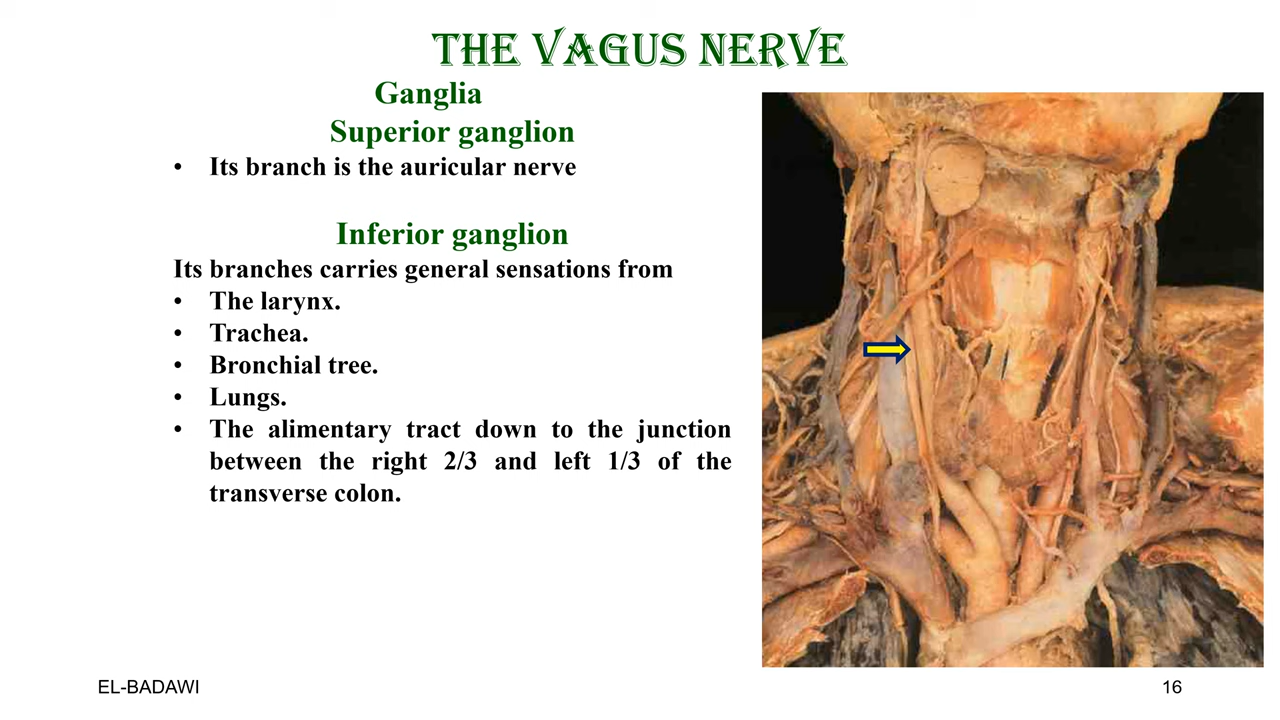 THE VAGUS NERVE
Ganglia
Superior ganglion
• Its branch is the auricular nerve
Inferior ganglion
Its branches carries general sensations from
• The larynx.
• Trachea.
• Bronchial tree.
• Lungs.
• The alimentary tract down to the junction
between the right 2/3 and left 1/3 of the
transverse colon.
EL-BADAWI
16